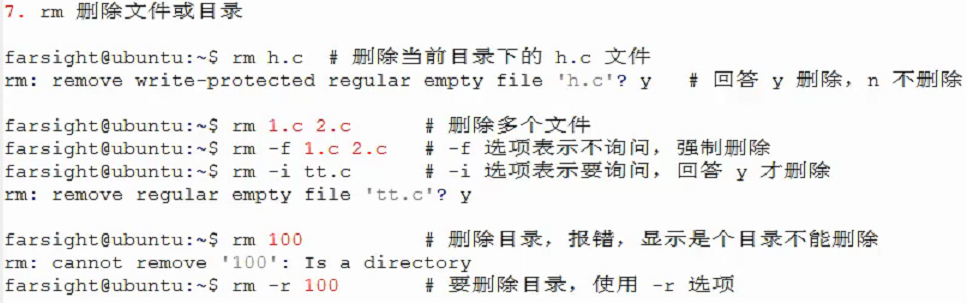 7. rm 删除文件或目录
farsight@ubuntu:~$ rm h.c  # 删除当前目录下的 h.c 文件
rm: remove write-protected regular empty file 'h.c'? y   # 回答 y 删除，n 不删除
farsight@ubuntu:~$ rm 1.c 2.c      # 删除多个文件
farsight@ubuntu:~$ rm -f 1.c 2.c   # -f 选项表示不询问，强制删除
farsight@ubuntu:~$ rm -i tt.c      # -i 选项表示要询问，回答 y 才删除
rm: remove regular empty file 'tt.c'? y
farsight@ubuntu:~$ rm 100          # 删除目录，报错，显示是个目录不能删除
rm: cannot remove '100': Is a directory
farsight@ubuntu:~$ rm -r 100       # 要删除目录，使用 -r 选项